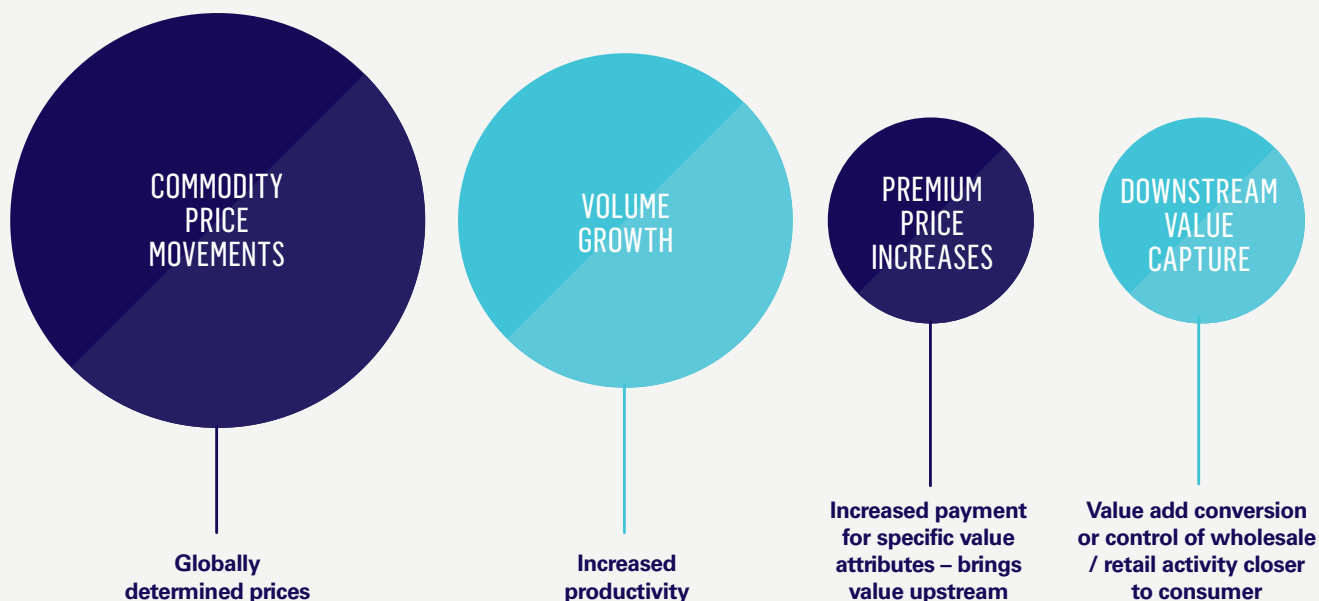 COMMODITY
PRICE
MOVEMENTS
VOLUME
GROWTH
PREMIUM
PRICE
INCREASES
DOWNSTREAM
VALUE
CAPTURE
Globally
determined prices
Increased
productivity
Increased payment
for specific value
attributes – brings
value upstream
Value add conversion
or control of wholesale
/ retail activity closer
to consumer